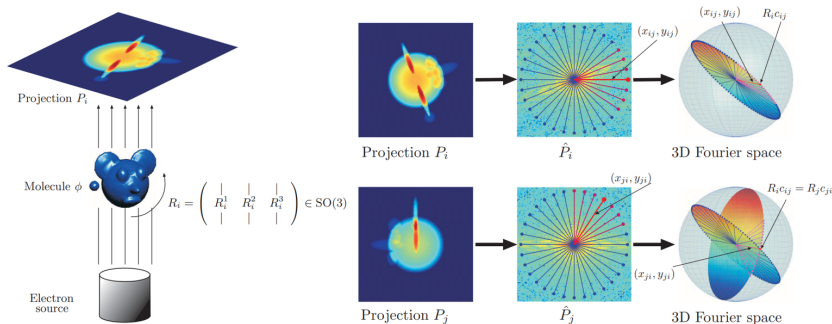 Projection $P_i$
Molecule $\phi$
$R_i = \begin{pmatrix} | & | & | \\ R_i^1 & R_i^2 & R_i^3 \\ | & | & | \end{pmatrix} \in \mathrm{SO}(3)$
Electron
source
Projection $P_i$
$(x_{ij}, y_{ij})$
$\hat{P}_i$
$(x_{ij}, y_{ij})$
$R_i c_{ij}$
3D Fourier space
Projection $P_j$
$(x_{ji}, y_{ji})$
$\hat{P}_j$
$R_i c_{ij} = R_j c_{ji}$
$(x_{ji}, y_{ji})$
3D Fourier space